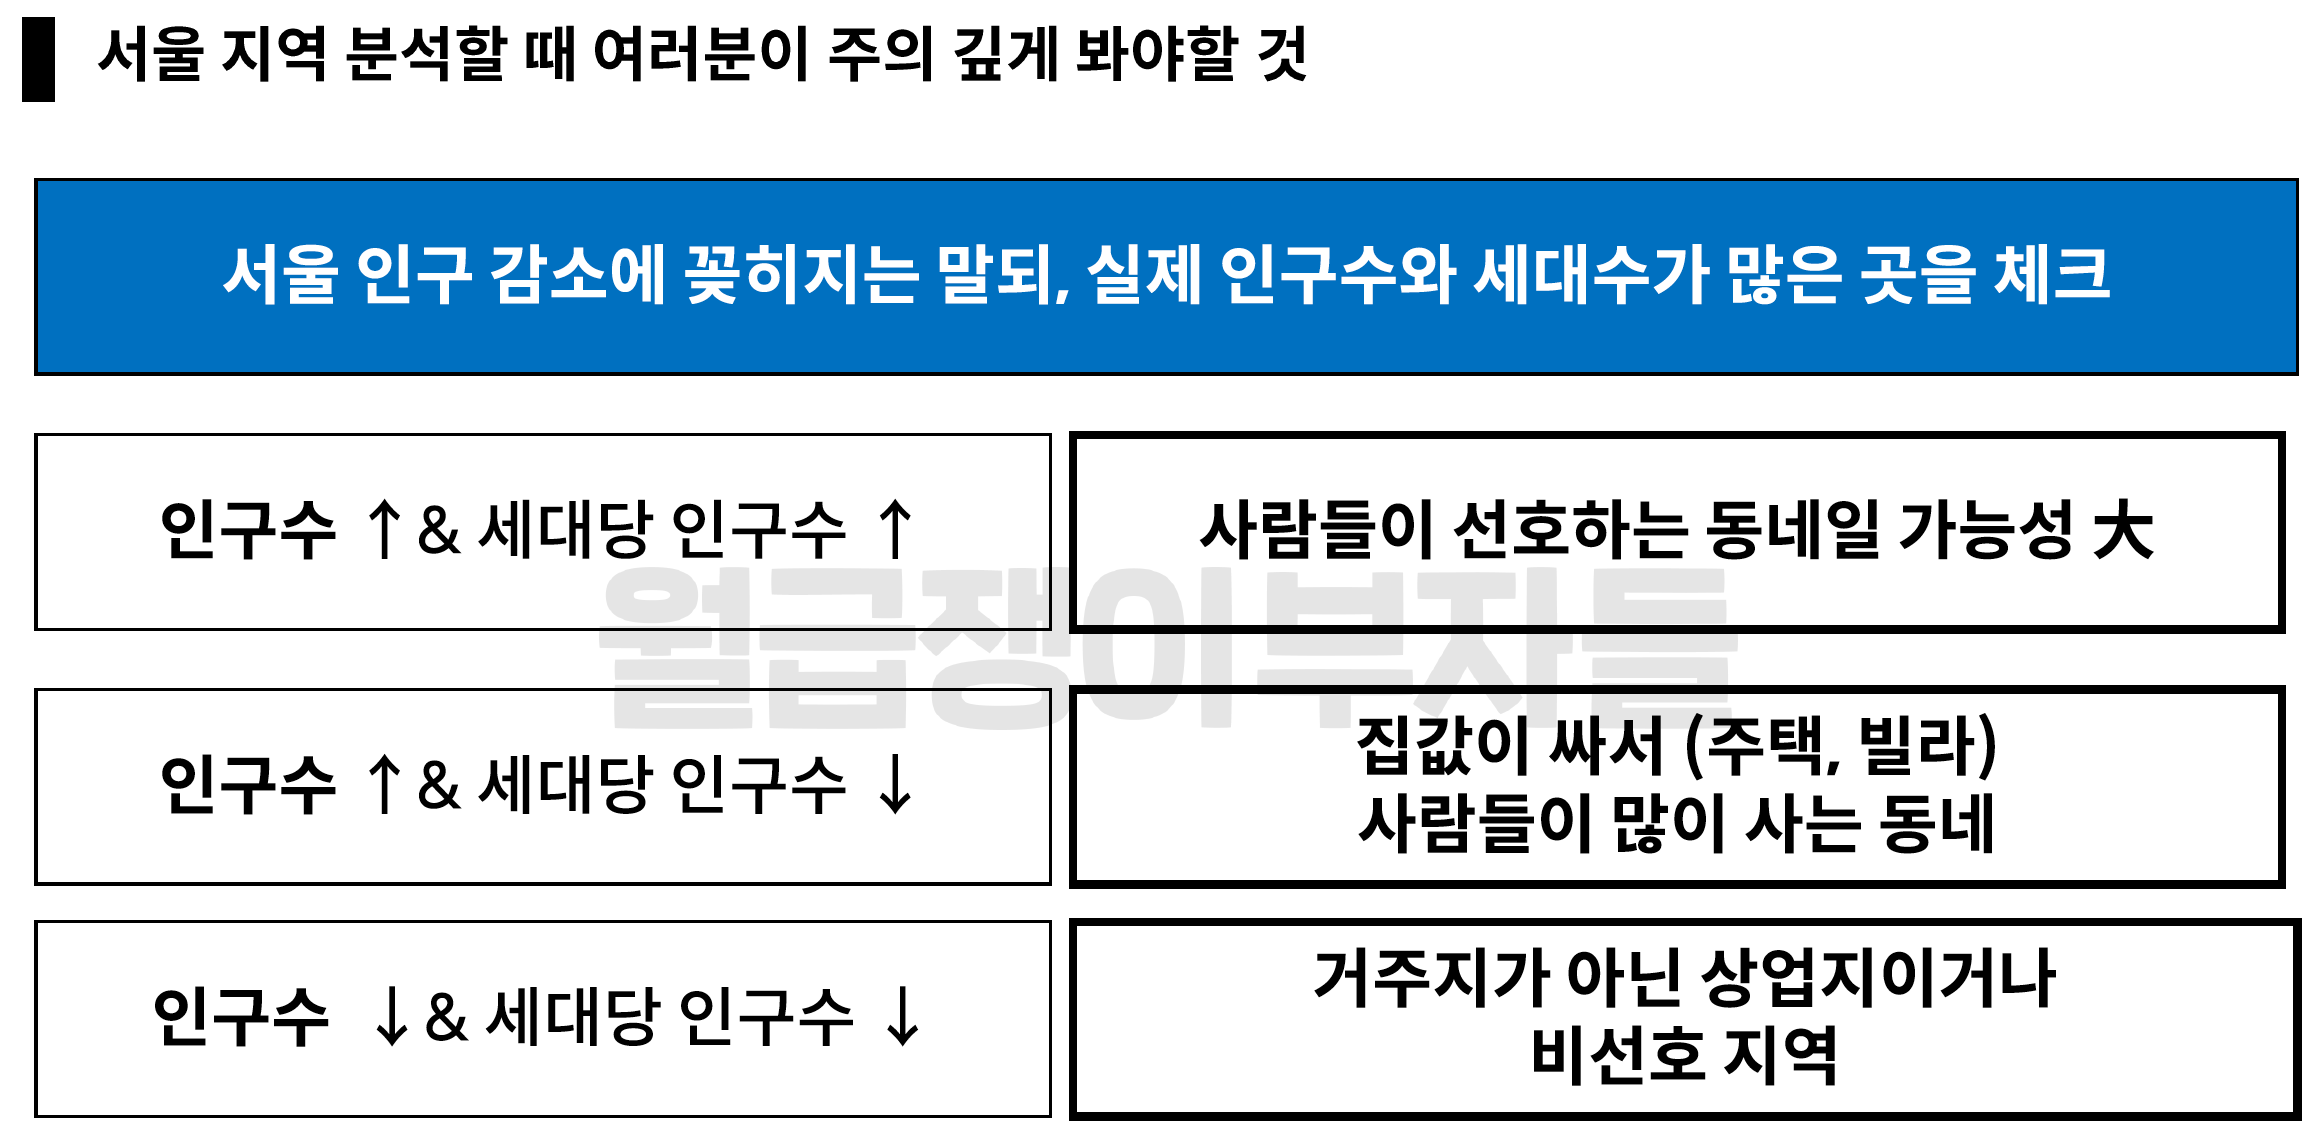 서울 지역 분석할 때 여러분이 주의 깊게 봐야할 것
서울 인구 감소에 꽂히지는 말되, 실제 인구수와 세대수가 많은 곳을 체크
인구수 ↑& 세대당 인구수 ↑
사람들이 선호하는 동네일 가능성 大
월급쟁이부자들
인구수 ↑& 세대당 인구수 ↓
집값이 싸서 (주택, 빌라)
사람들이 많이 사는 동네
인구수 ↓& 세대당 인구수 ↓
거주지가 아닌 상업지이거나
비선호 지역